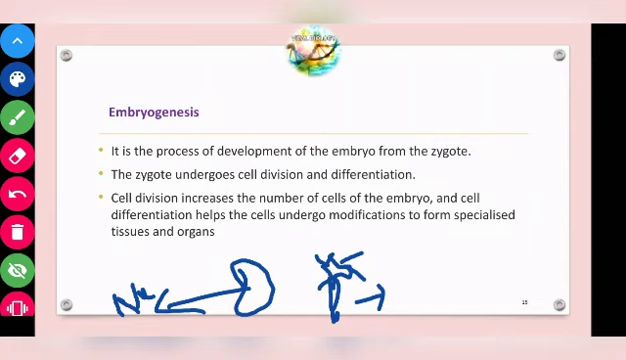 Embryogenesis
It is the process of development of the embryo from the zygote.
The zygote undergoes cell division and differentiation.
Cell division increases the number of cells of the embryo, and cell
differentiation helps the cells undergo modifications to form specialised
tissues and organs
15